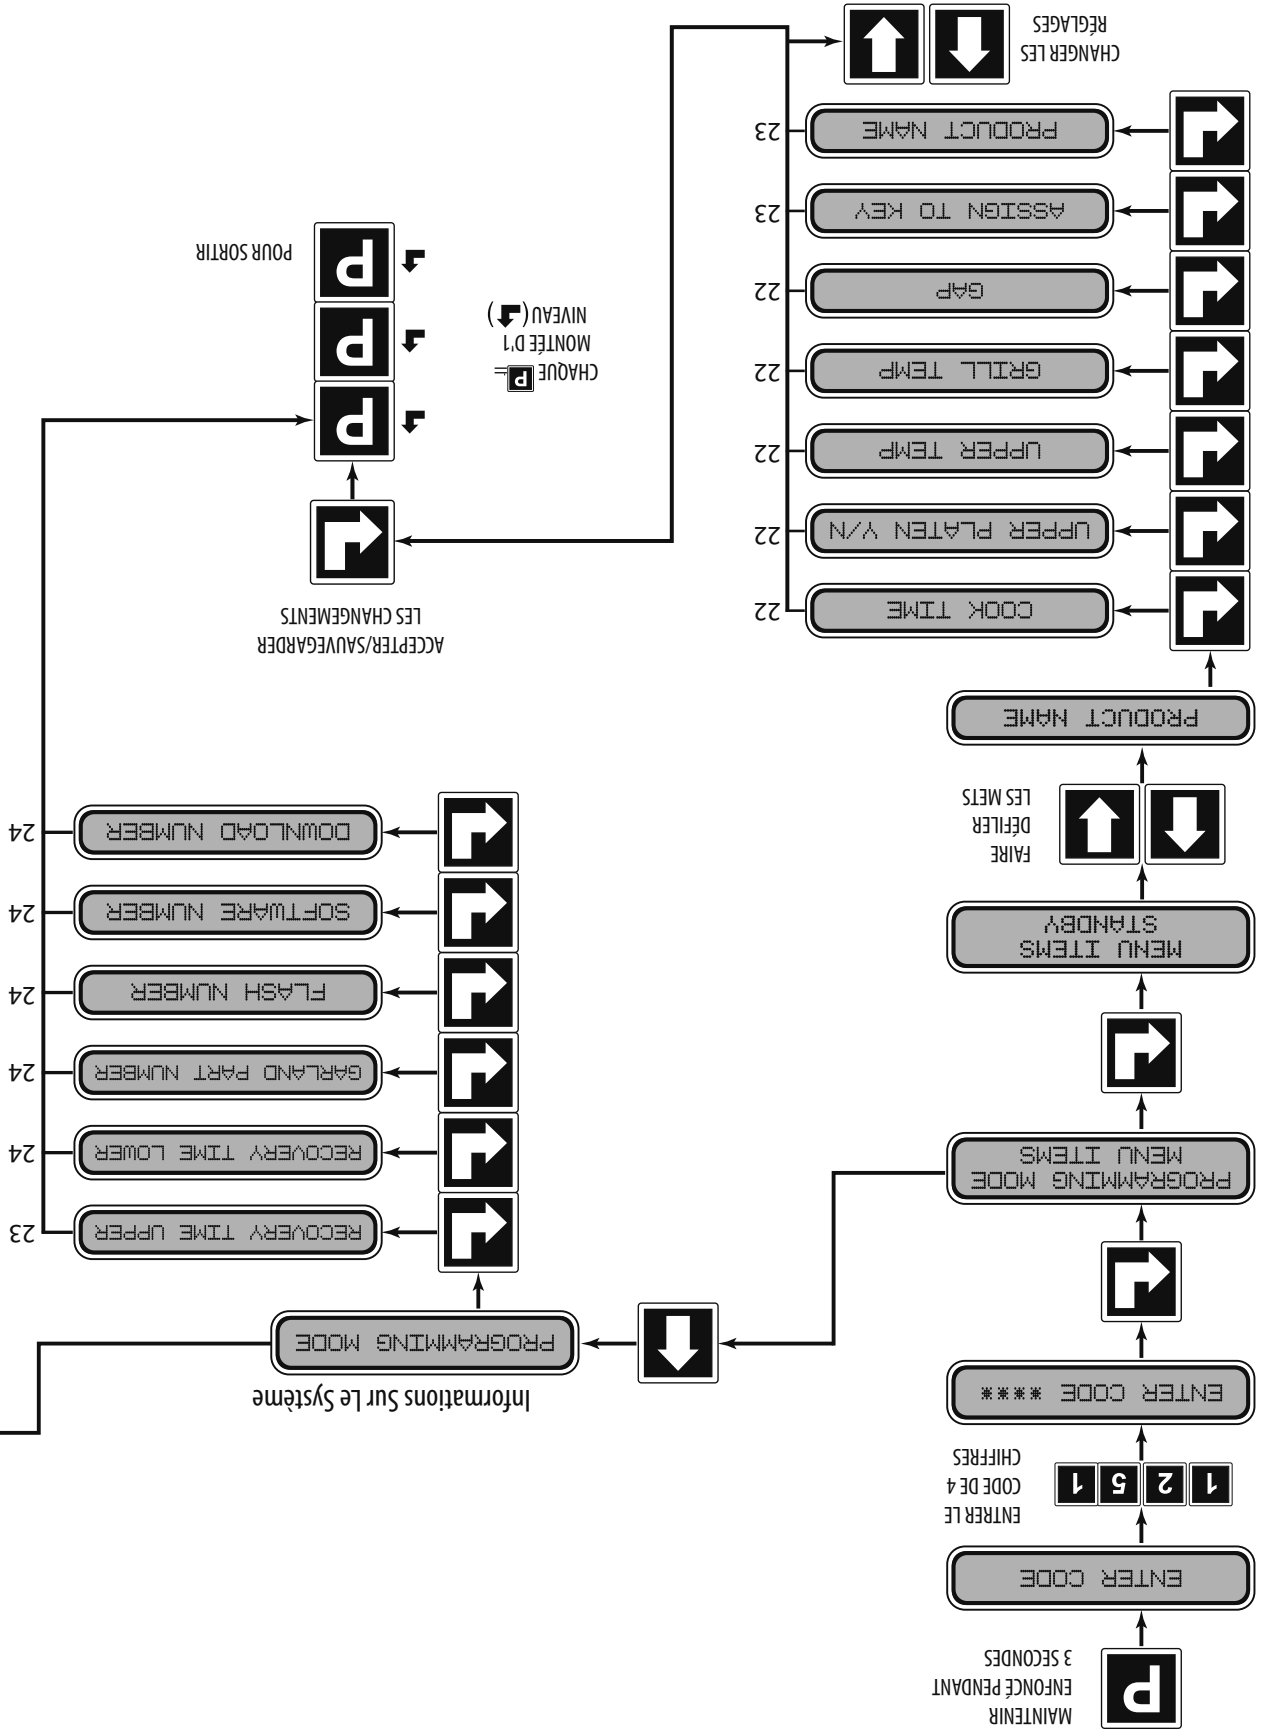 P
MAINTENIR
ENFONCÉ PENDANT
3 SECONDES
ENTER CODE
1 2 5 1
ENTRER LE
CODE DE 4
CHIFFRES
ENTER CODE ****
PROGRAMMING MODE
MENU ITEMS
MENU ITEMS
STANDBY
FAIRE
DÉFILER
LES METS
PRODUCT NAME
COOK TIME 22
UPPER PLATEN Y/N 22
UPPER TEMP 22
GRILL TEMP 22
GAP 22
ASSIGN TO KEY 23
PRODUCT NAME 23
CHANGER LES
RÉGLAGES
Informations Sur Le Système
PROGRAMMING MODE
RECOVERY TIME UPPER 23
RECOVERY TIME LOWER 24
GARLAND PART NUMBER 24
FLASH NUMBER 24
SOFTWARE NUMBER 24
DOWNLOAD NUMBER 24
ACCEPTER/SAUVEGARDER
LES CHANGEMENTS
P
P
P
CHAQUE P =
MONTÉE D'1
NIVEAU ( )
POUR SORTIR